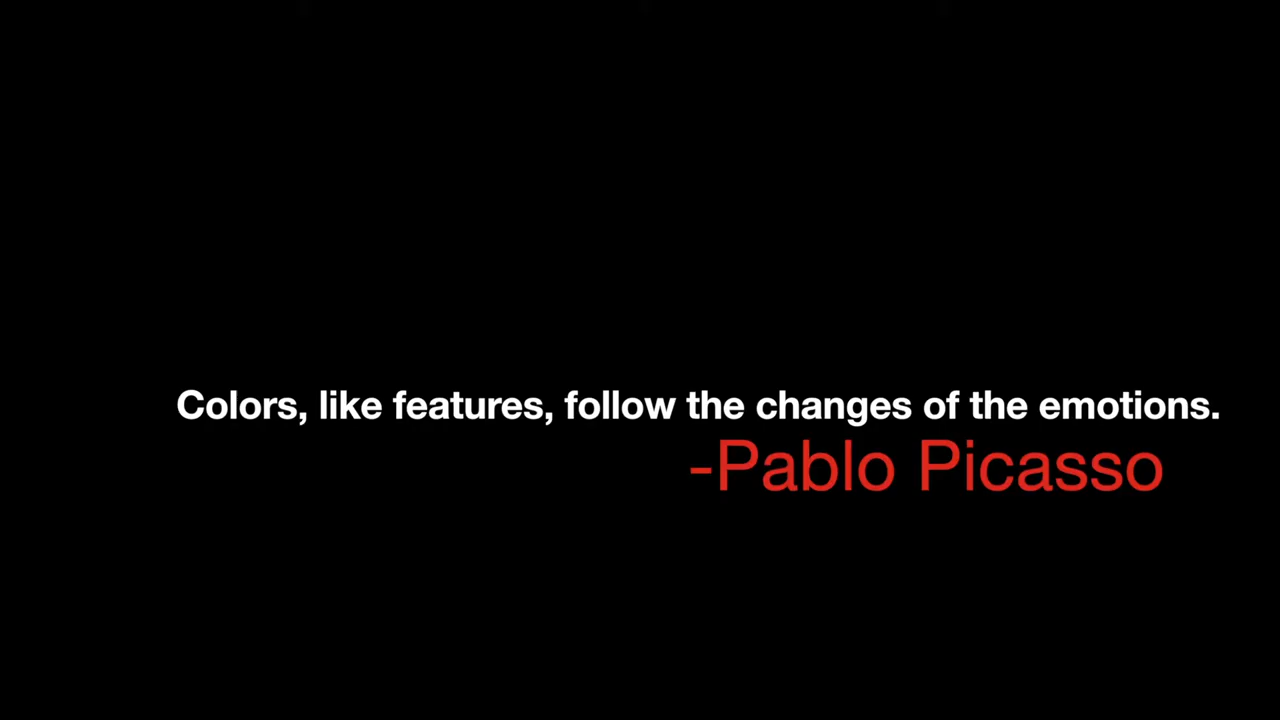 Colors, like features, follow the changes of the emotions.
-Pablo Picasso